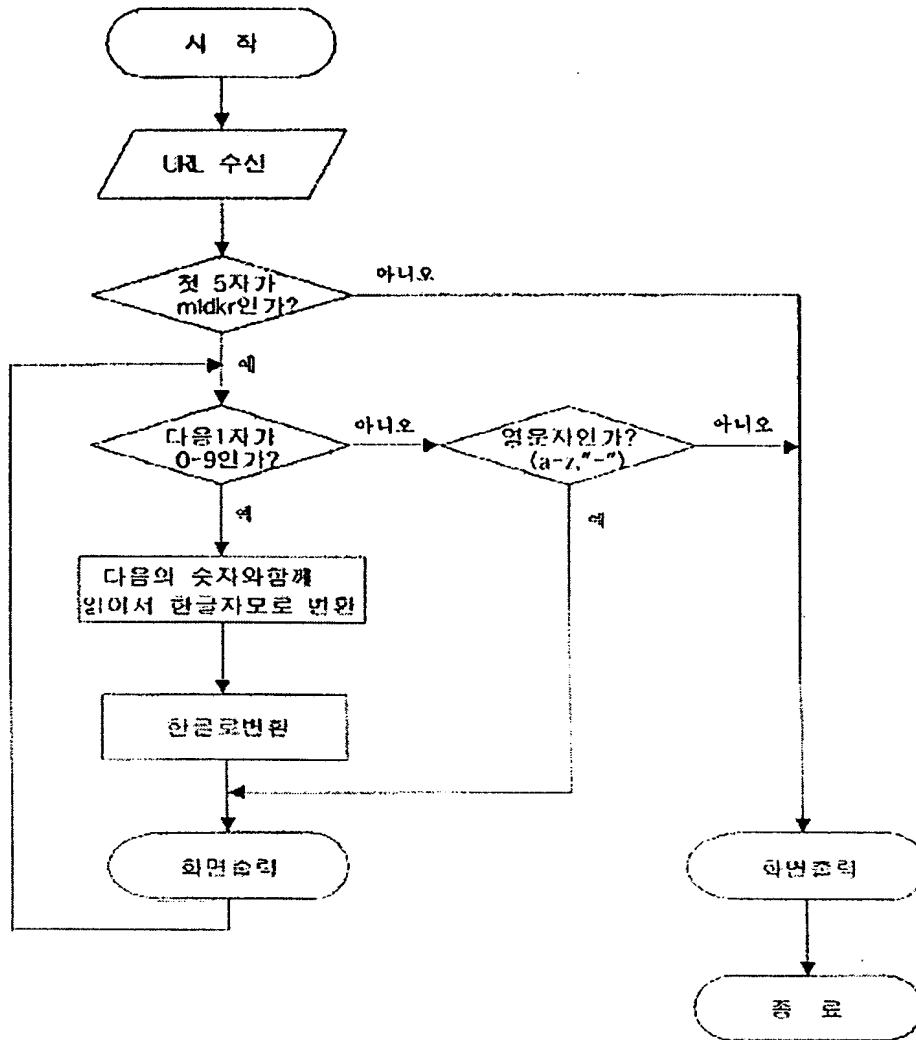 시 작
URL 수신
첫 5자가
mldkr인가?
아니오
예
다음1자가
0-9인가?
아니오
영문자인가?
(a-z,"-")
아니오
예
예
다음의 숫자와함께
읽어서 한글자모로 변환
한글로변환
화면출력
화면출력
종 료